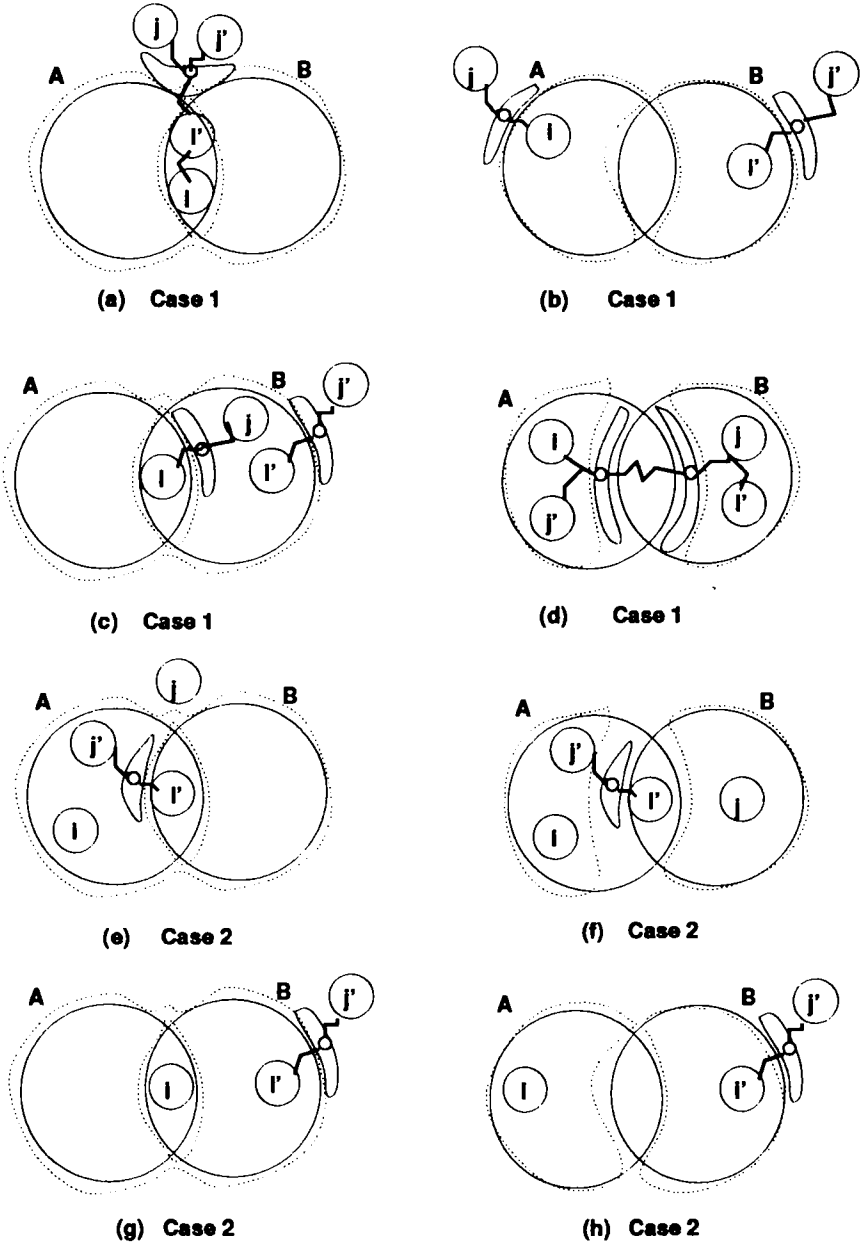 j j'
A B
I'
I
(a) Case 1
j A B j'
I I'
(b) Case 1
A B j'
j
I I'
(c) Case 1
A B
I j
j' I'
(d) Case 1
j
A B
j'
I'
I
(e) Case 2
A B
j'
I' j
I
(f) Case 2
A B j'
I I'
(g) Case 2
A B j'
I I'
(h) Case 2